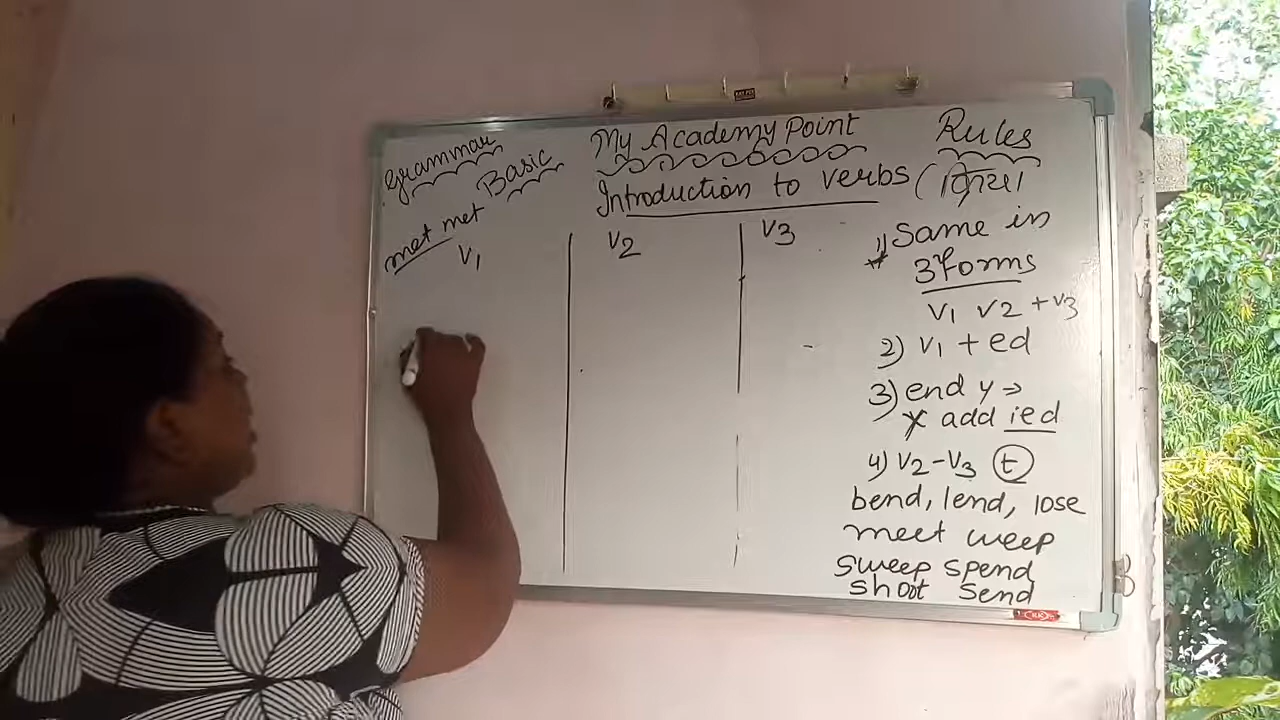 Grammar
Basic
My Academy Point
Introduction to verbs (क्रिया)
Rules
met met
V1 V2 V3
1) Same in
3 Forms
V1 V2 + V3
2) V1 + ed
3) end y →
X add ied
4) V2 - V3 t
bend, lend, lose
meet weep
sweep spend
shoot send